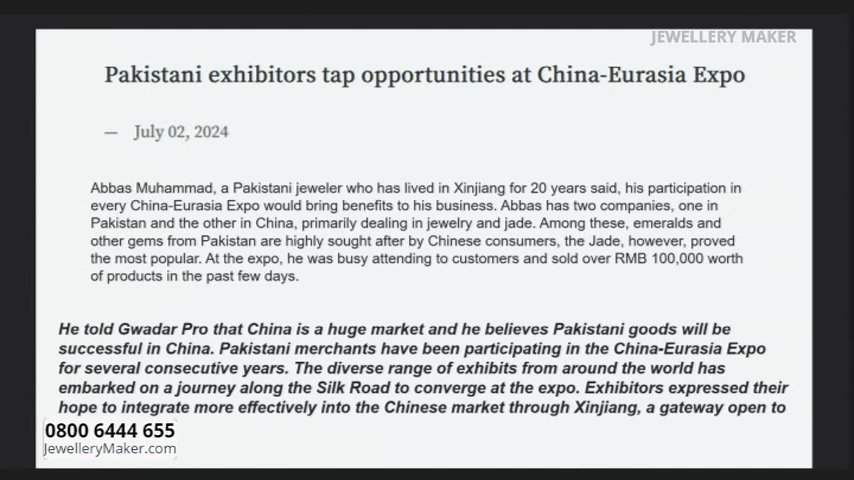 JEWELLERY MAKER
Pakistani exhibitors tap opportunities at China-Eurasia Expo
— July 02, 2024
Abbas Muhammad, a Pakistani jeweler who has lived in Xinjiang for 20 years said, his participation in
every China-Eurasia Expo would bring benefits to his business. Abbas has two companies, one in
Pakistan and the other in China, primarily dealing in jewelry and jade. Among these, emeralds and
other gems from Pakistan are highly sought after by Chinese consumers, the Jade, however, proved
the most popular. At the expo, he was busy attending to customers and sold over RMB 100,000 worth
of products in the past few days.
He told Gwadar Pro that China is a huge market and he believes Pakistani goods will be
successful in China. Pakistani merchants have been participating in the China-Eurasia Expo
for several consecutive years. The diverse range of exhibits from around the world has
embarked on a journey along the Silk Road to converge at the expo. Exhibitors expressed their
hope to integrate more effectively into the Chinese market through Xinjiang, a gateway open to
0800 6444 655
JewelleryMaker.com